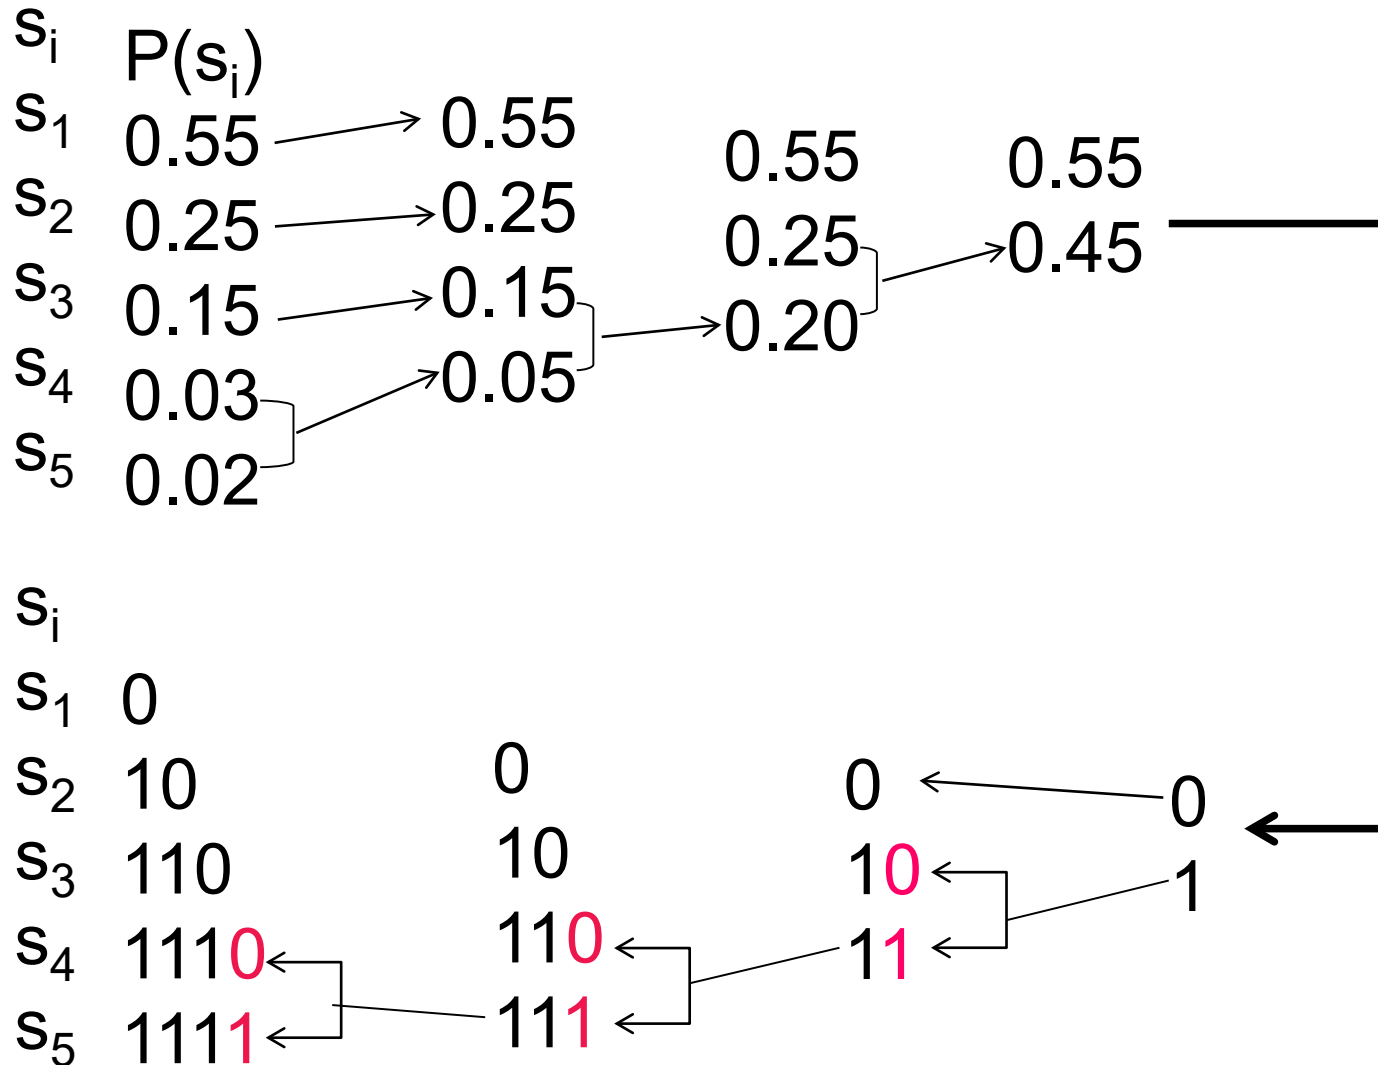 sᵢ P(sᵢ)
s₁ 0.55 0.55 0.55 0.55
s₂ 0.25 0.25 0.25 0.45
s₃ 0.15 0.15 0.20
s₄ 0.03 0.05
s₅ 0.02
sᵢ
s₁ 0
s₂ 10 0 0 0
s₃ 110 10 10 1
s₄ 1110 110 11
s₅ 1111 111